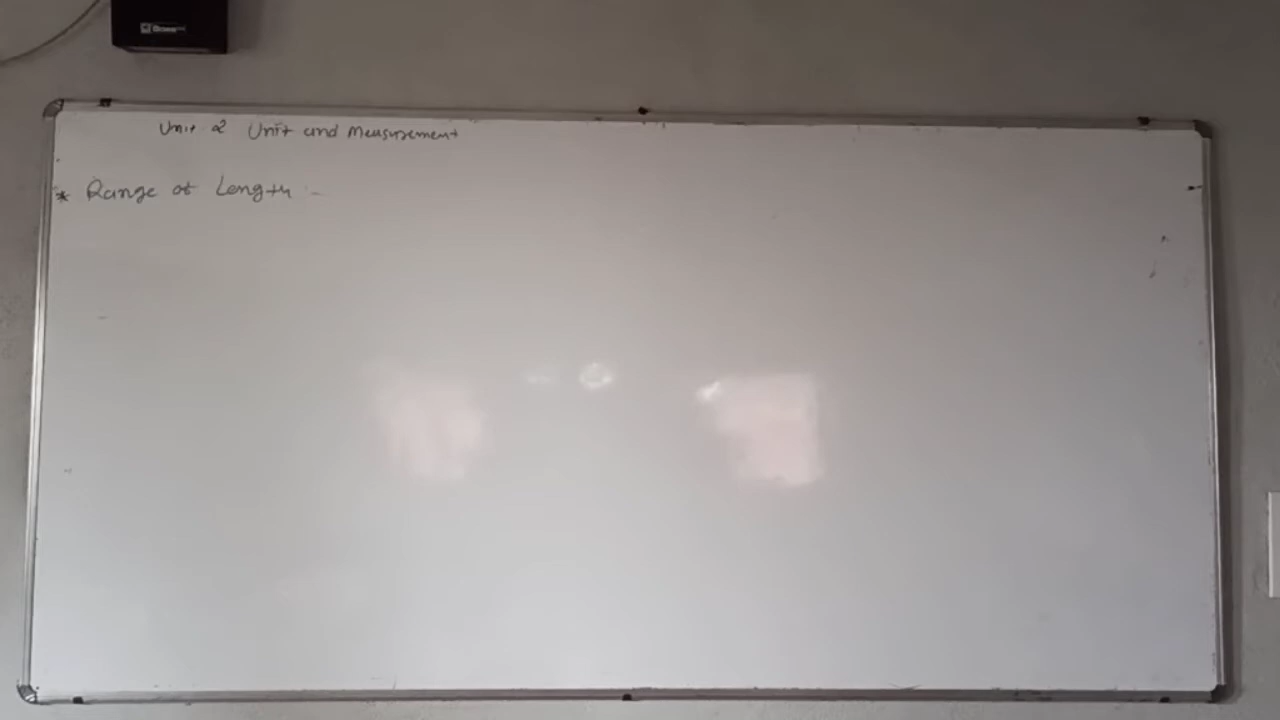 Unit 2 Unit and Measurement
* Range of Length :-